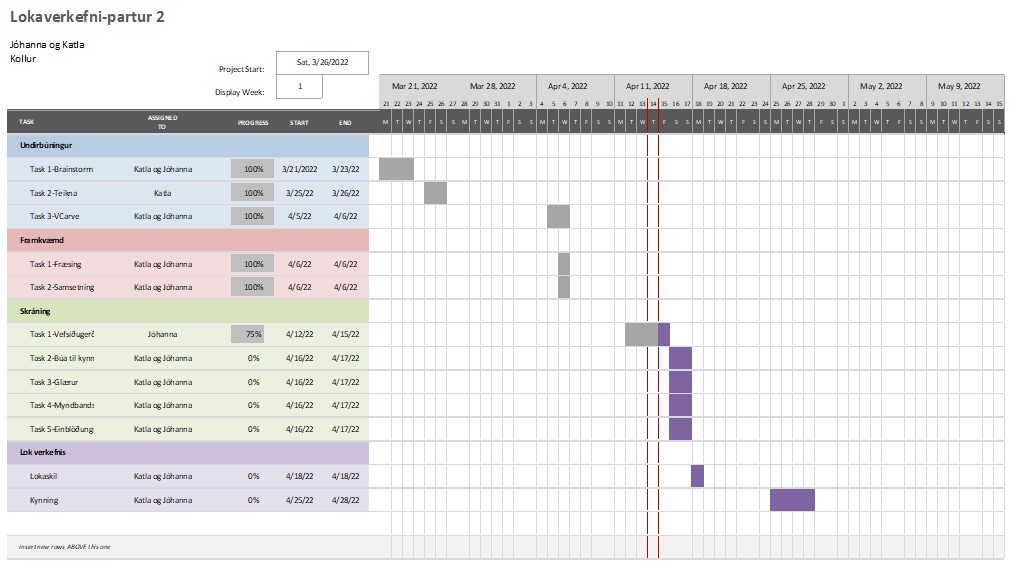 Lokaverkefni-partur 2
Jóhanna og Katla
Kollur
Project Start: Sat, 3/26/2022
Display Week: 1
Mar 21, 2022 Mar 28, 2022 Apr 4, 2022 Apr 11, 2022 Apr 18, 2022 Apr 25, 2022 May 2, 2022 May 9, 2022
21 22 23 24 25 26 27 28 29 30 31 1 2 3 4 5 6 7 8 9 10 11 12 13 14 15 16 17 18 19 20 21 22 23 24 25 26 27 28 29 30 1 2 3 4 5 6 7 8 9 10 11 12 13 14 15
TASK ASSIGNED TO PROGRESS START END M T W T F S S M T W T F S S M T W T F S S M T W T F S S M T W T F S S M T W T F S S M T W T F S S M T W T F S S
Undirbúningur
Task 1-Brainstorm Katla og Jóhanna 100% 3/21/2022 3/23/22
Task 2-Teikna Katla 100% 3/25/22 3/26/22
Task 3-VCarve Katla og Jóhanna 100% 4/5/22 4/6/22
Framkvæmd
Task 1-Fræsing Katla og Jóhanna 100% 4/6/22 4/6/22
Task 2-Samsetning Katla og Jóhanna 100% 4/6/22 4/6/22
Skráning
Task 1-Vefsíðugerð Jóhanna 75% 4/12/22 4/15/22
Task 2-Búa til kynn Katla og Jóhanna 0% 4/16/22 4/17/22
Task 3-Glærur Katla og Jóhanna 0% 4/16/22 4/17/22
Task 4-Myndbands Katla og Jóhanna 0% 4/16/22 4/17/22
Task 5-Einblöðung Katla og Jóhanna 0% 4/16/22 4/17/22
Lok verkefnis
Lokaskil Katla og Jóhanna 0% 4/18/22 4/18/22
Kynning Katla og Jóhanna 0% 4/25/22 4/28/22
Insert new rows ABOVE this one